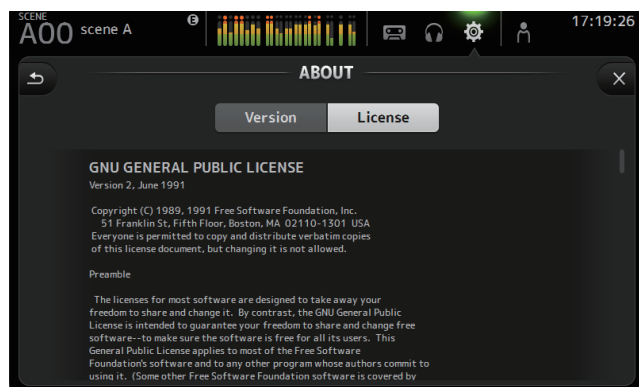 SCENE
A00 scene A
E
17:19:26
ABOUT
Version
License
GNU GENERAL PUBLIC LICENSE
Version 2, June 1991
Copyright (C) 1989, 1991 Free Software Foundation, Inc.
51 Franklin St, Fifth Floor, Boston, MA 02110-1301 USA
Everyone is permitted to copy and distribute verbatim copies
of this license document, but changing it is not allowed.
Preamble
The licenses for most software are designed to take away your
freedom to share and change it. By contrast, the GNU General Public
License is intended to guarantee your freedom to share and change free
software--to make sure the software is free for all its users. This
General Public License applies to most of the Free Software
Foundation's software and to any other program whose authors commit to
using it. (Some other Free Software Foundation software is covered by